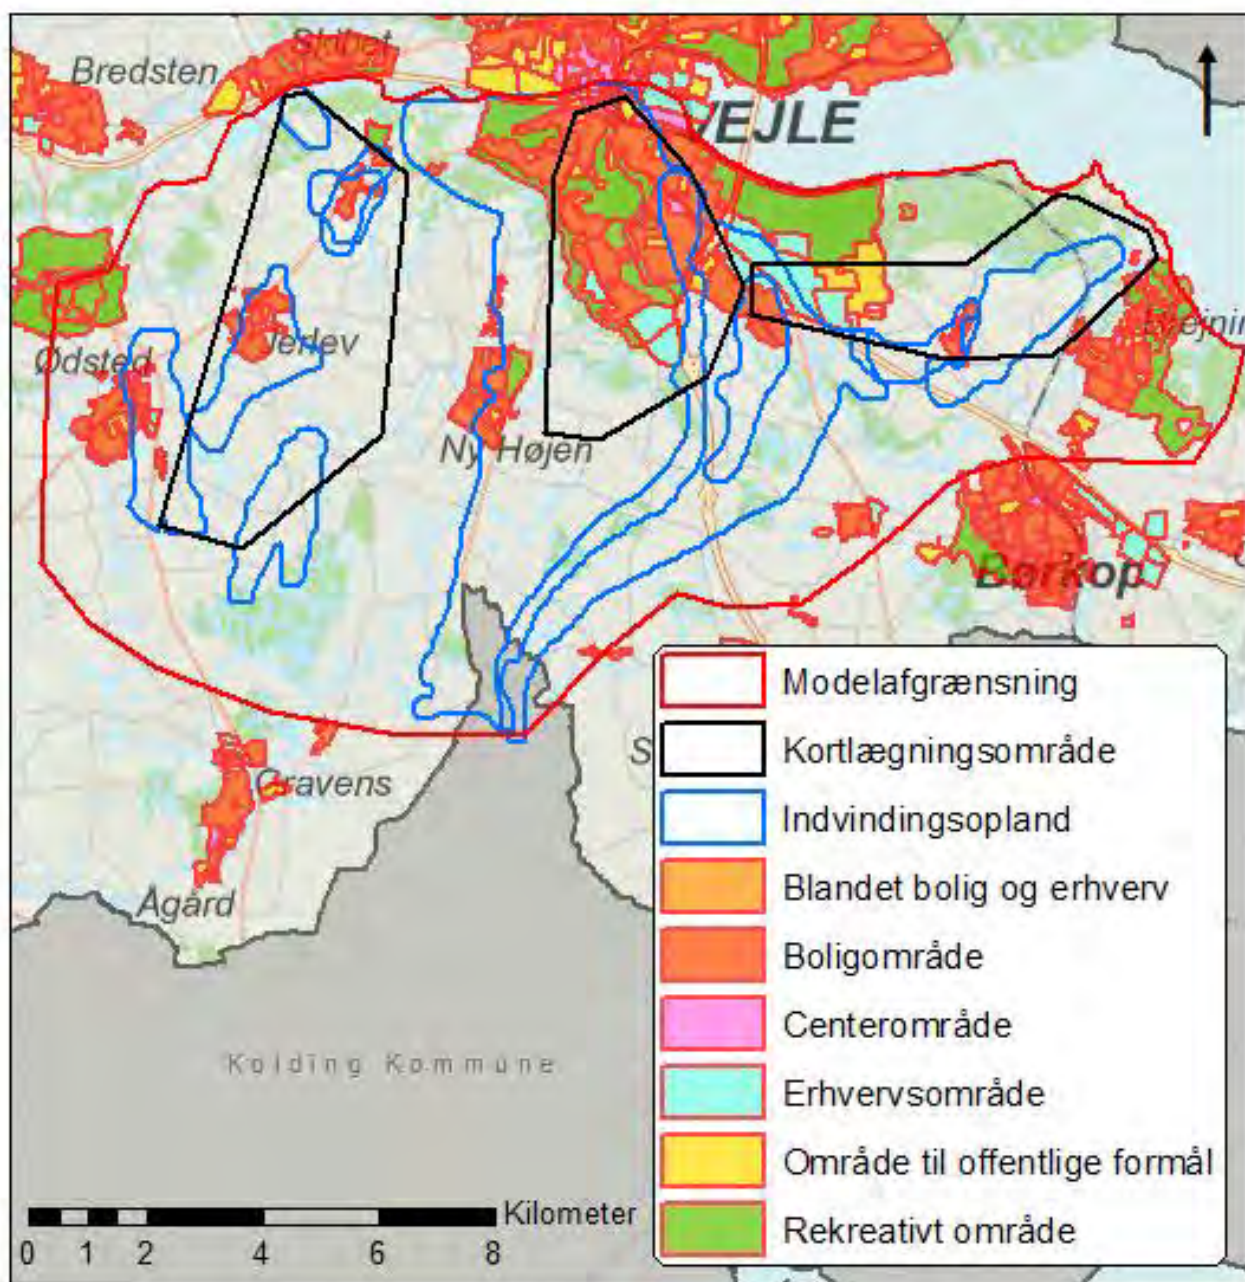 Skibet
Bredsten
VEJLE
Ødsted
Jerlev
Ny Højen
Børkop
Gravens
Ågård
Kolding Kommune
Modelafgrænsning
Kortlægningsområde
Indvindingsopland
Blandet bolig og erhverv
Boligområde
Centerområde
Erhvervsområde
Område til offentlige formål
Rekreativt område
Kilometer
0 1 2 4 6 8